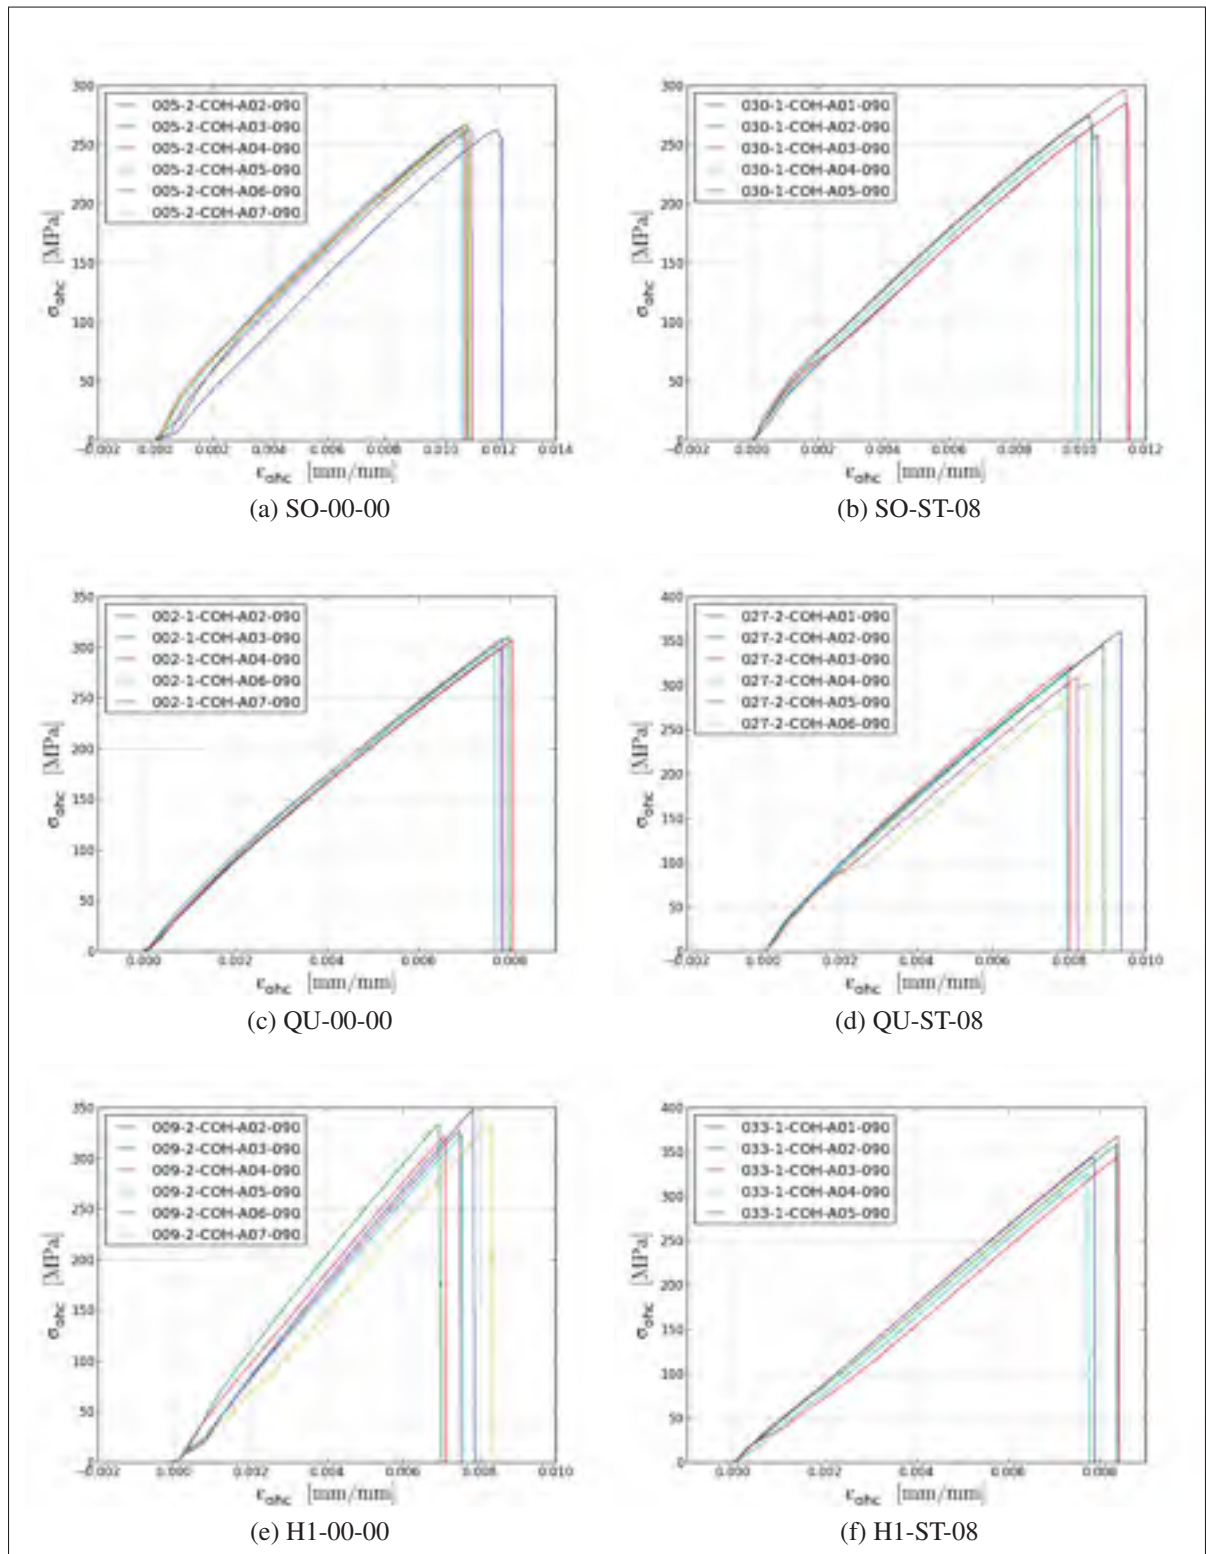 300
250
200
150
100
50
0
σohc [MPa]
005-2-COH-A02-090
005-2-COH-A03-090
005-2-COH-A04-090
005-2-COH-A05-090
005-2-COH-A06-090
005-2-COH-A07-090
−0.002 0.000 0.002 0.004 0.006 0.008 0.010 0.012 0.014
εohc [mm/mm]
(a) SO-00-00
300
250
200
150
100
50
0
σohc [MPa]
030-1-COH-A01-090
030-1-COH-A02-090
030-1-COH-A03-090
030-1-COH-A04-090
030-1-COH-A05-090
−0.002 0.000 0.002 0.004 0.006 0.008 0.010 0.012
εohc [mm/mm]
(b) SO-ST-08
350
300
250
200
150
100
50
0
σohc [MPa]
002-1-COH-A02-090
002-1-COH-A03-090
002-1-COH-A04-090
002-1-COH-A06-090
002-1-COH-A07-090
0.000 0.002 0.004 0.006 0.008
εohc [mm/mm]
(c) QU-00-00
400
350
300
250
200
150
100
50
0
σohc [MPa]
027-2-COH-A01-090
027-2-COH-A02-090
027-2-COH-A03-090
027-2-COH-A04-090
027-2-COH-A05-090
027-2-COH-A06-090
−0.002 0.000 0.002 0.004 0.006 0.008 0.010
εohc [mm/mm]
(d) QU-ST-08
350
300
250
200
150
100
50
0
σohc [MPa]
009-2-COH-A02-090
009-2-COH-A03-090
009-2-COH-A04-090
009-2-COH-A05-090
009-2-COH-A06-090
009-2-COH-A07-090
−0.002 0.000 0.002 0.004 0.006 0.008 0.010
εohc [mm/mm]
(e) H1-00-00
400
350
300
250
200
150
100
50
0
σohc [MPa]
033-1-COH-A01-090
033-1-COH-A02-090
033-1-COH-A03-090
033-1-COH-A04-090
033-1-COH-A05-090
0.000 0.002 0.004 0.006 0.008
εohc [mm/mm]
(f) H1-ST-08